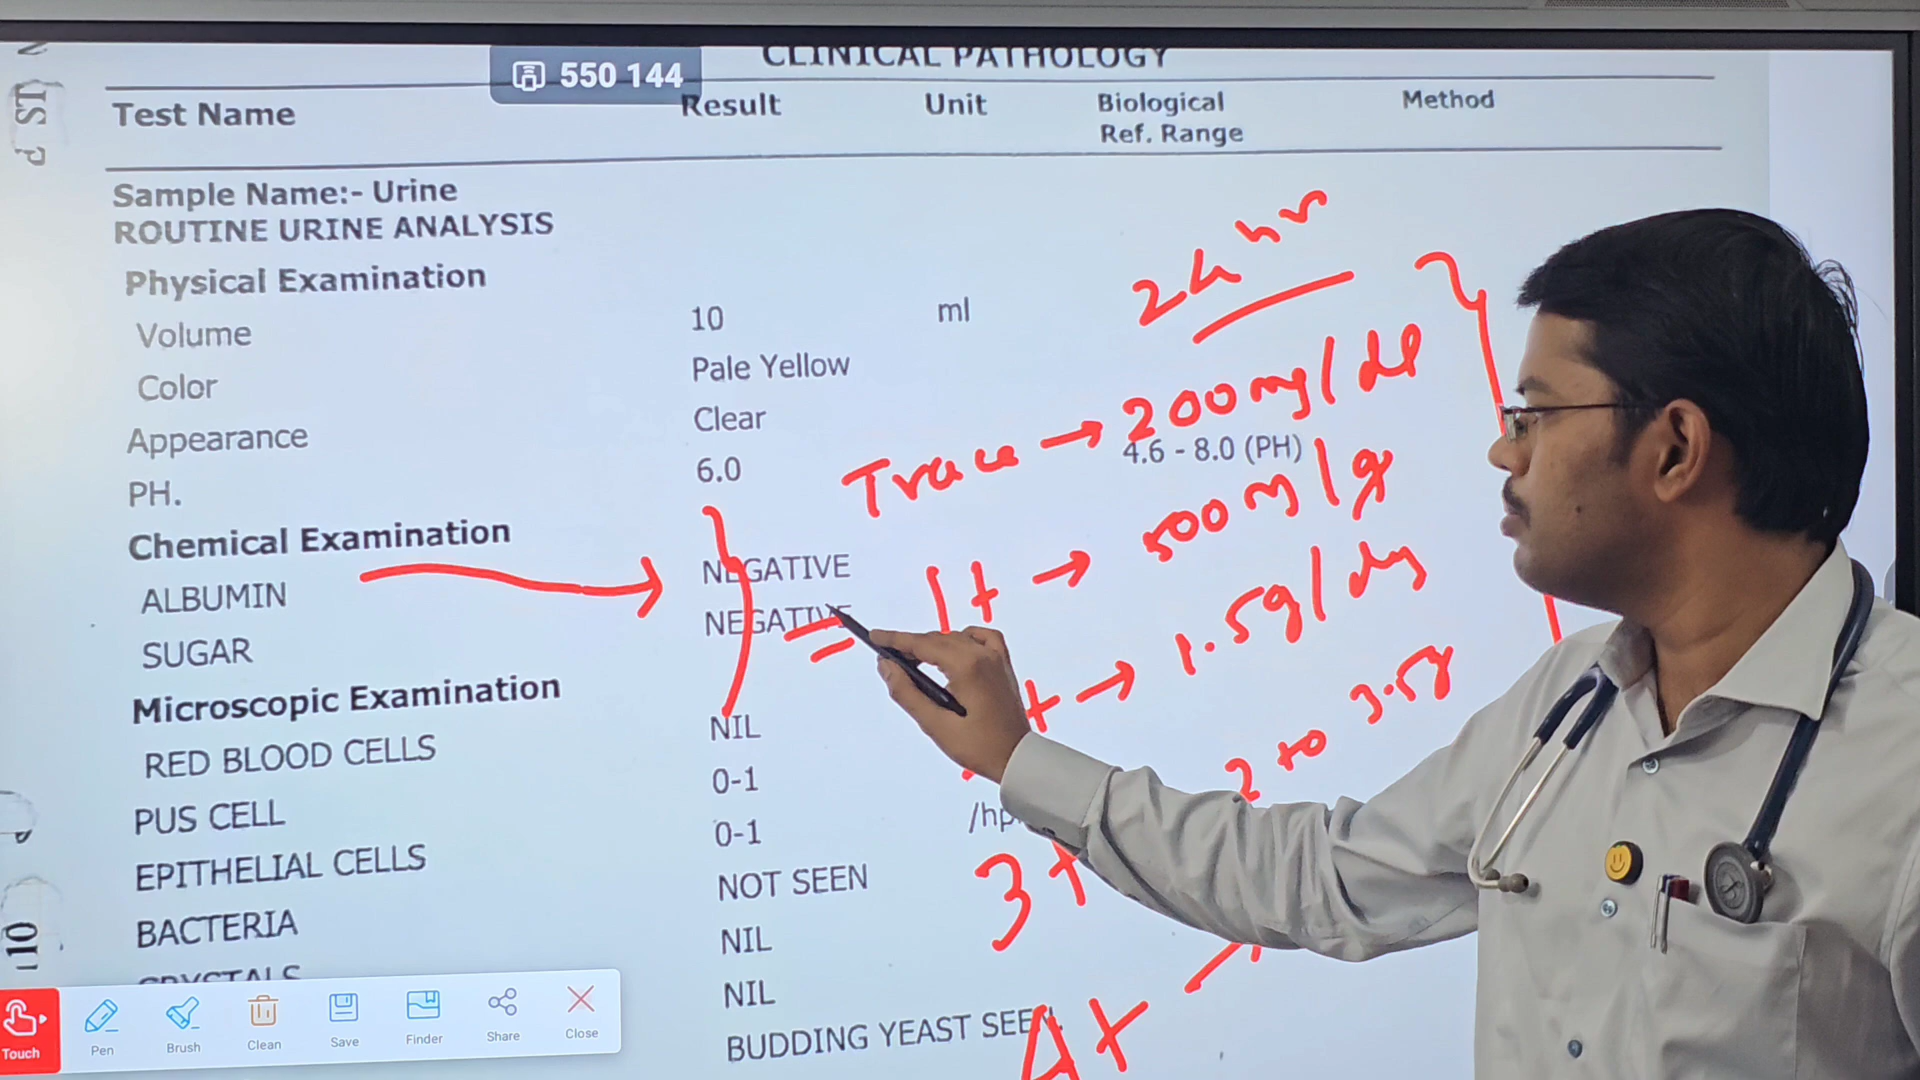 CLINICAL PATHOLOGY
550 144
Test Name Result Unit Biological Ref. Range Method
Sample Name:- Urine
ROUTINE URINE ANALYSIS
Physical Examination
Volume 10 ml
Color Pale Yellow
Appearance Clear
PH. 6.0 4.6 - 8.0 (PH)
Chemical Examination
ALBUMIN NEGATIVE
SUGAR NEGATIVE
Microscopic Examination
RED BLOOD CELLS NIL
PUS CELL 0-1
EPITHELIAL CELLS 0-1
BACTERIA NOT SEEN
CRYSTALS NIL
NIL
BUDDING YEAST SEEN
24 hr
Trace → 200 mg/dl
1+ → 500 m/gr
→ 1.5g/
2 to 3.5g
3+
4+
110
Touch
Pen
Brush
Clean
Save
Finder
Share
Close